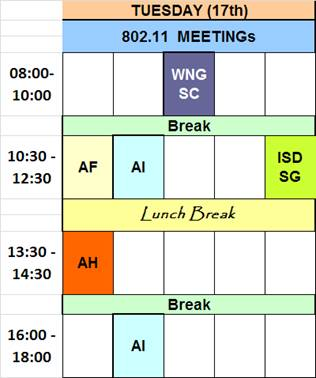 TUESDAY (17th)
802.11 MEETINGs
08:00-
10:00
WNG
SC
Break
10:30 -
12:30
AF
AI
ISD
SG
Lunch Break
13:30 -
14:30
AH
Break
16:00 -
18:00
AI